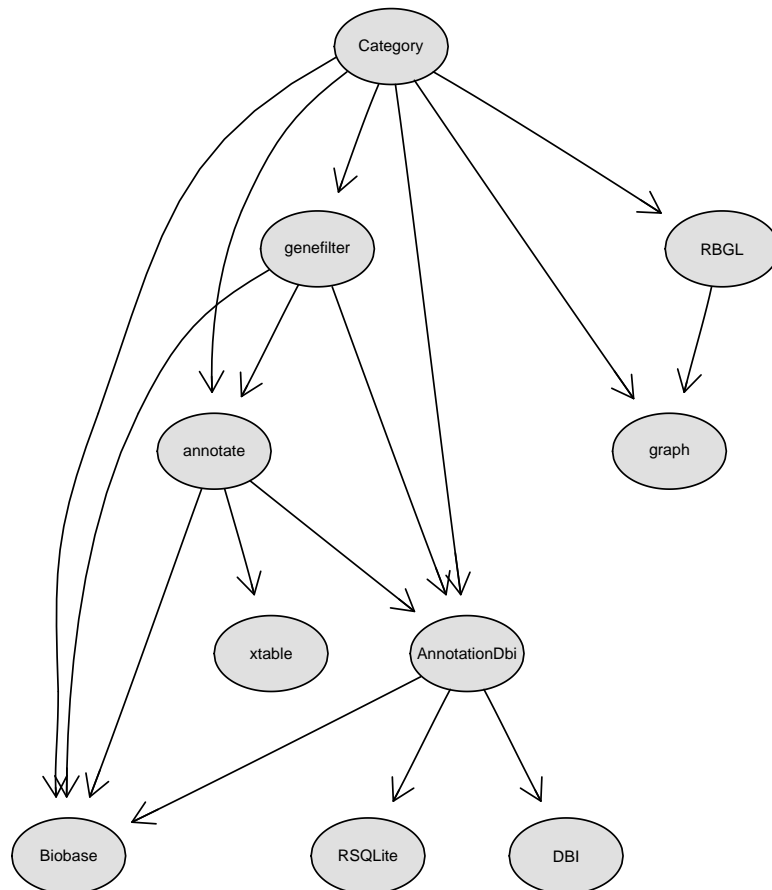 Category
genefilter
RBGL
annotate
graph
xtable
AnnotationDbi
Biobase
RSQLite
DBI